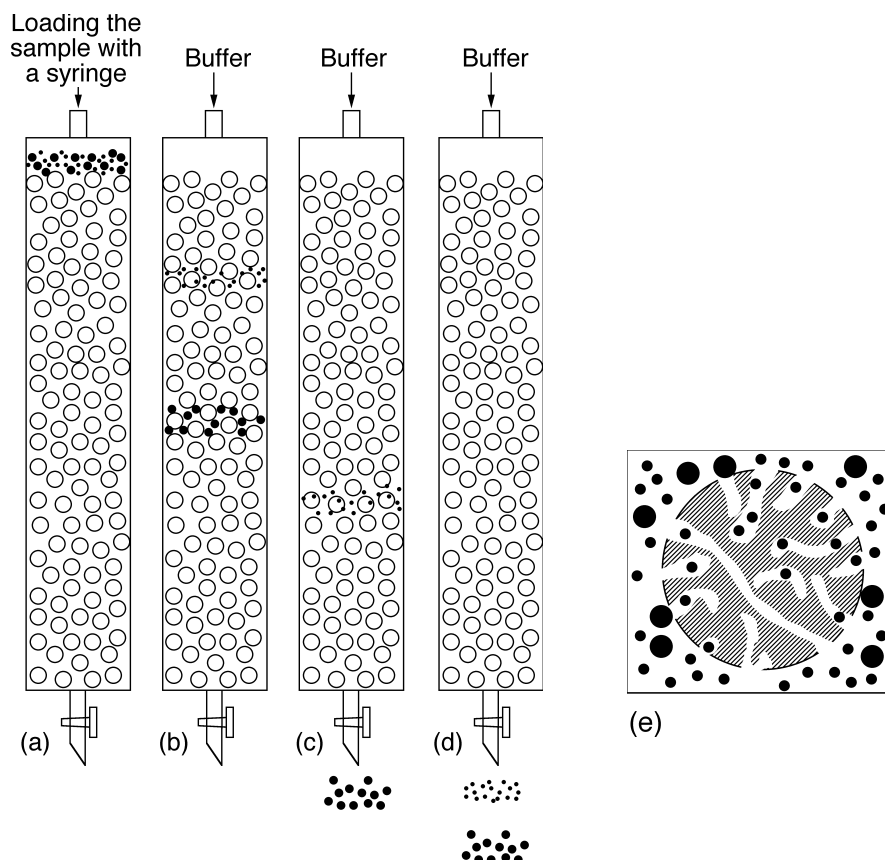 Loading the
sample with
a syringe
Buffer
Buffer
Buffer
(a)
(b)
(c)
(d)
(e)